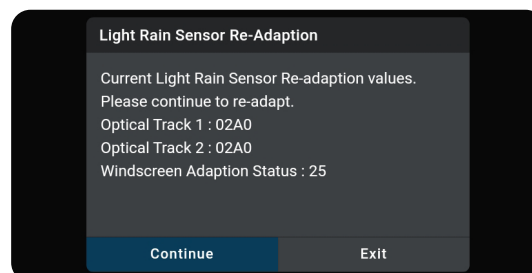 Light Rain Sensor Re-Adaption
Current Light Rain Sensor Re-adaption values.
Please continue to re-adapt.
Optical Track 1 : 02A0
Optical Track 2 : 02A0
Windscreen Adaption Status : 25
Continue
Exit